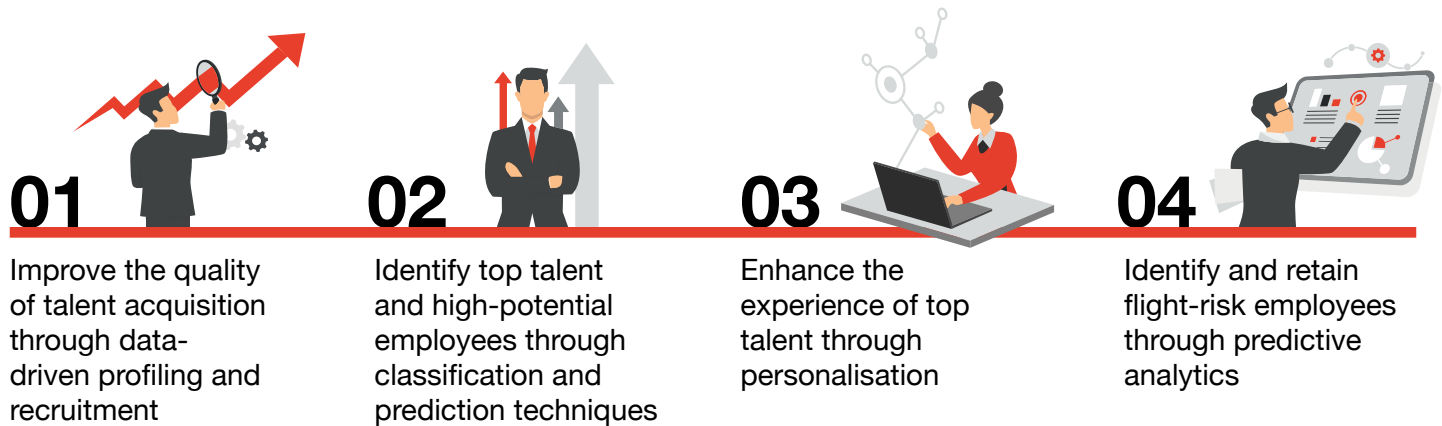 01
Improve the quality
of talent acquisition
through data-
driven profiling and
recruitment
02
Identify top talent
and high-potential
employees through
classification and
prediction techniques
03
Enhance the
experience of top
talent through
personalisation
04
Identify and retain
flight-risk employees
through predictive
analytics